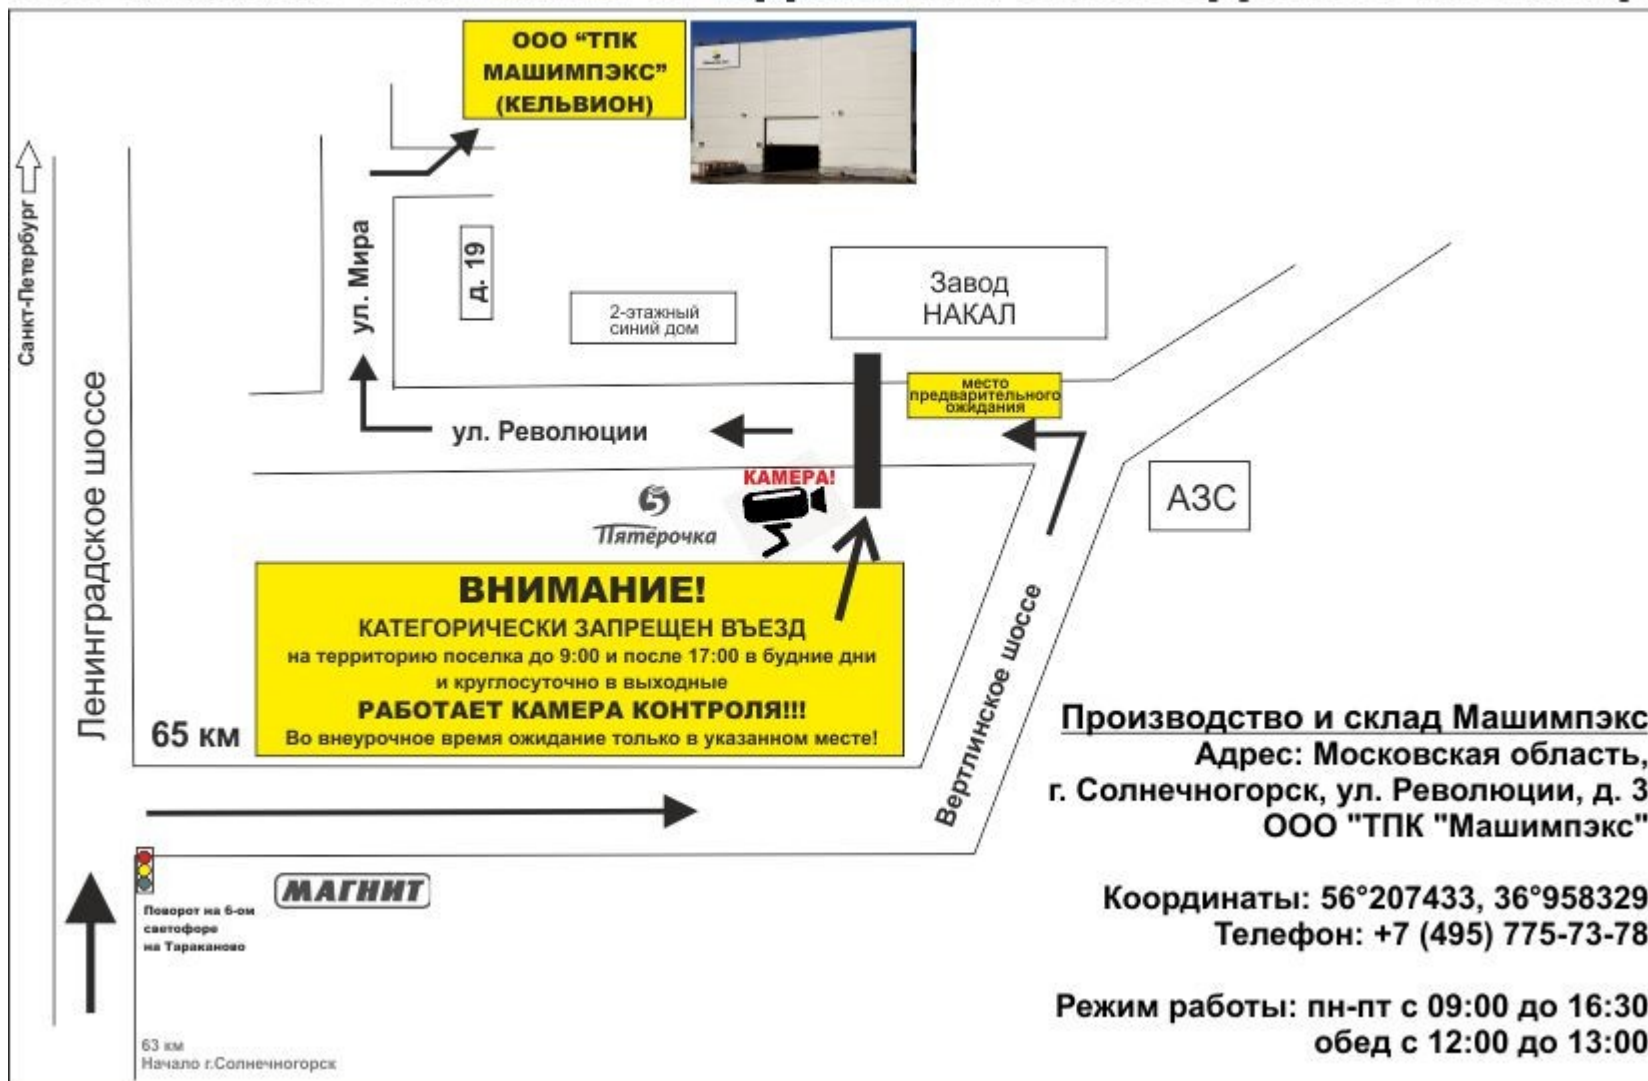 ООО “ТПК
МАШИМПЭКС”
(КЕЛЬВИОН)
Санкт-Петербург
Ленинградское шоссе
ул. Мира
д. 19
2-этажный
синий дом
Завод
НАКАЛ
место
предварительного
ожидания
ул. Революции
КАМЕРА!
5
Пятёрочка
АЗС
ВНИМАНИЕ!
КАТЕГОРИЧЕСКИ ЗАПРЕЩЕН ВЪЕЗД
на территорию поселка до 9:00 и после 17:00 в будние дни
и круглосуточно в выходные
РАБОТАЕТ КАМЕРА КОНТРОЛЯ!!!
Во внеурочное время ожидание только в указанном месте!
65 км
Вертлинское шоссе
Производство и склад Машимпэкс
Адрес: Московская область,
г. Солнечногорск, ул. Революции, д. 3
ООО "ТПК "Машимпэкс"
Координаты: 56°207433, 36°958329
Телефон: +7 (495) 775-73-78
Режим работы: пн-пт с 09:00 до 16:30
обед с 12:00 до 13:00
МАГНИТ
Поворот на 6-ом
светофоре
на Тараканово
63 км
Начало г.Солнечногорск